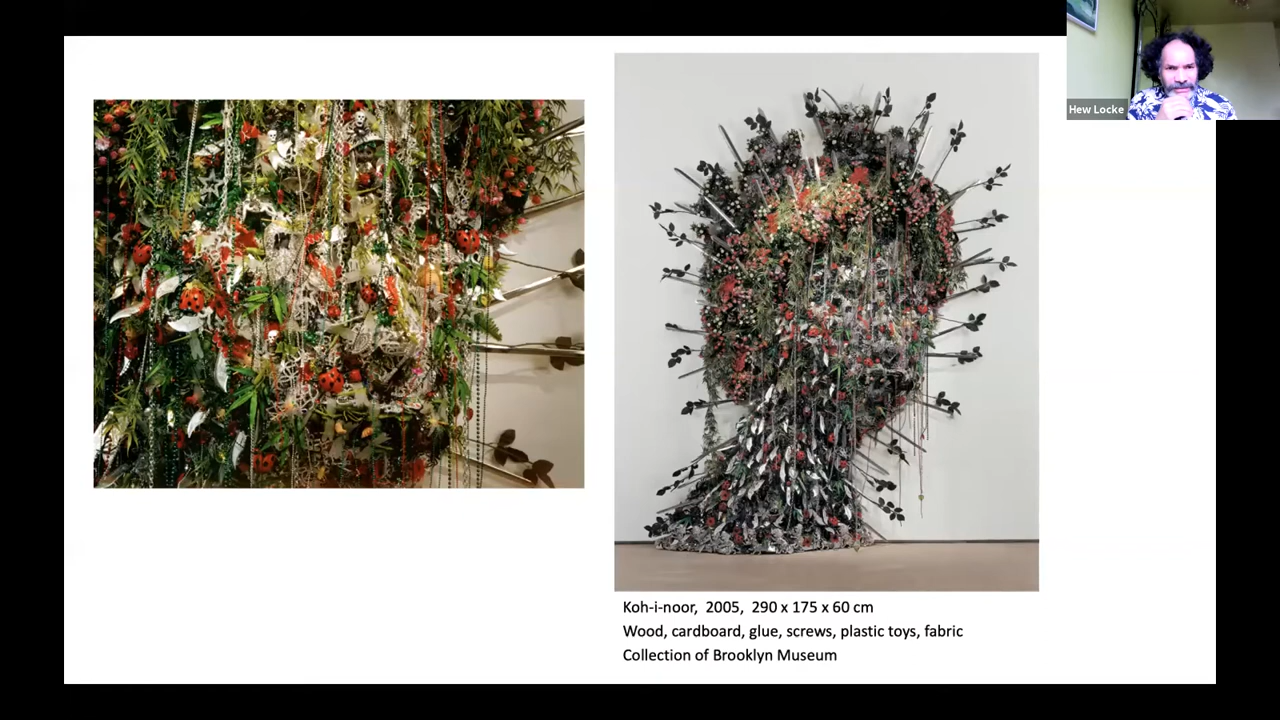 Hew Locke
Koh-i-noor, 2005, 290 x 175 x 60 cm
Wood, cardboard, glue, screws, plastic toys, fabric
Collection of Brooklyn Museum